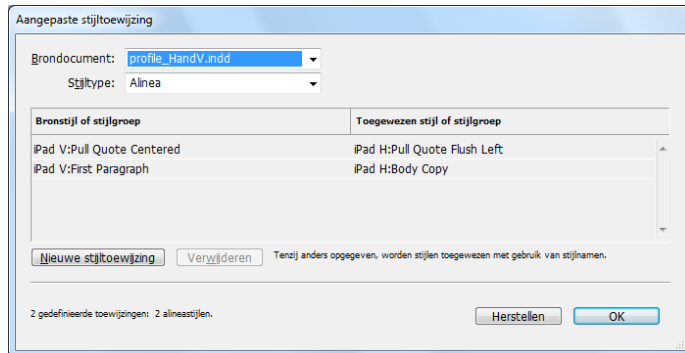 Aangepaste stijltoewijzing
Brondocument: profile_HandV.indd
Stijltype: Alinea
Bronstijl of stijlgroep Toegewezen stijl of stijlgroep
iPad V:Pull Quote Centered iPad H:Pull Quote Flush Left
iPad V:First Paragraph iPad H:Body Copy
Nieuwe stijltoewijzing Verwijderen Tenzij anders opgegeven, worden stijlen toegewezen met gebruik van stijlnamen.
2 gedefinieerde toewijzingen: 2 alineastijlen.
Herstellen OK